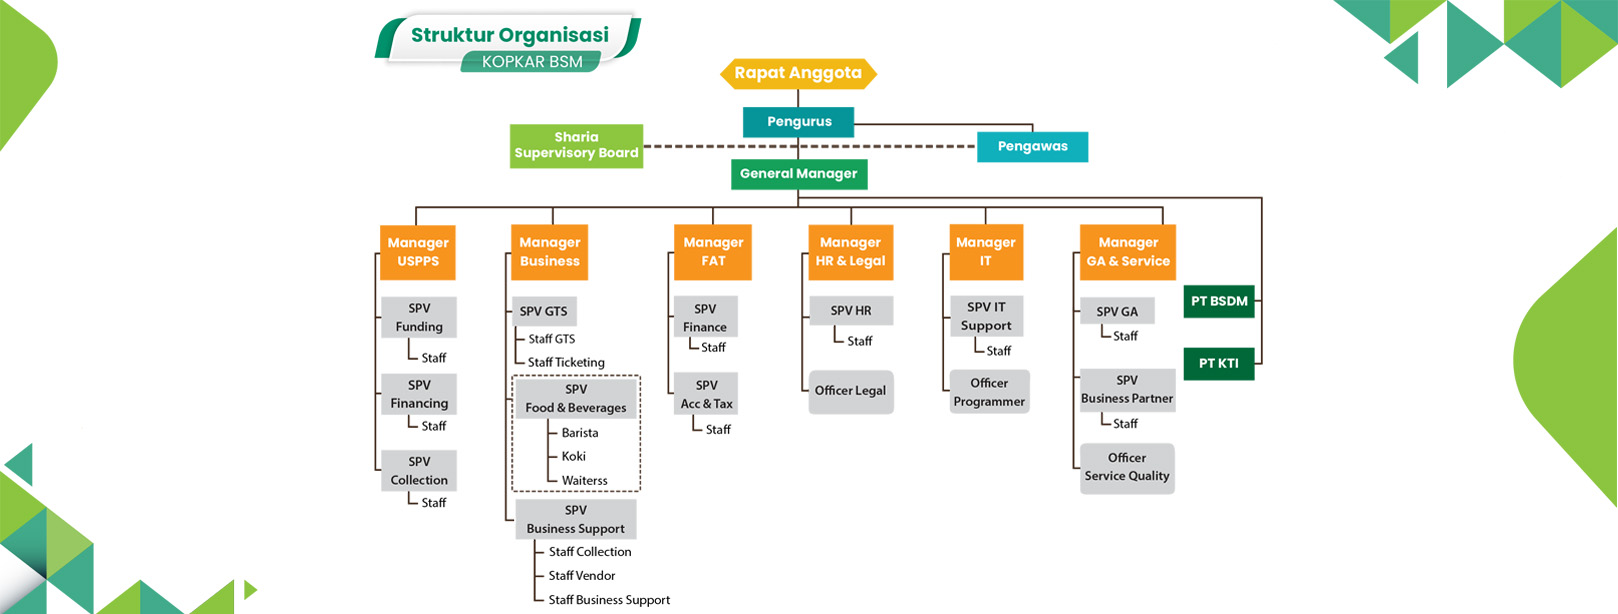 Struktur Organisasi
KOPKAR BSM
Rapat Anggota
Pengurus
Sharia
Supervisory Board
Pengawas
General Manager
Manager
USPPS
SPV
Funding
Staff
SPV
Financing
Staff
SPV
Collection
Staff
Manager
Business
SPV GTS
Staff GTS
Staff Ticketing
SPV
Food & Beverages
Barista
Koki
Waiterss
SPV
Business Support
Staff Collection
Staff Vendor
Staff Business Support
Manager
FAT
SPV
Finance
Staff
SPV
Acc & Tax
Staff
Manager
HR & Legal
SPV HR
Staff
Officer Legal
Manager
IT
SPV IT
Support
Staff
Officer
Programmer
Manager
GA & Service
SPV GA
Staff
SPV
Business Partner
Staff
Officer
Service Quality
PT BSDM
PT KTI